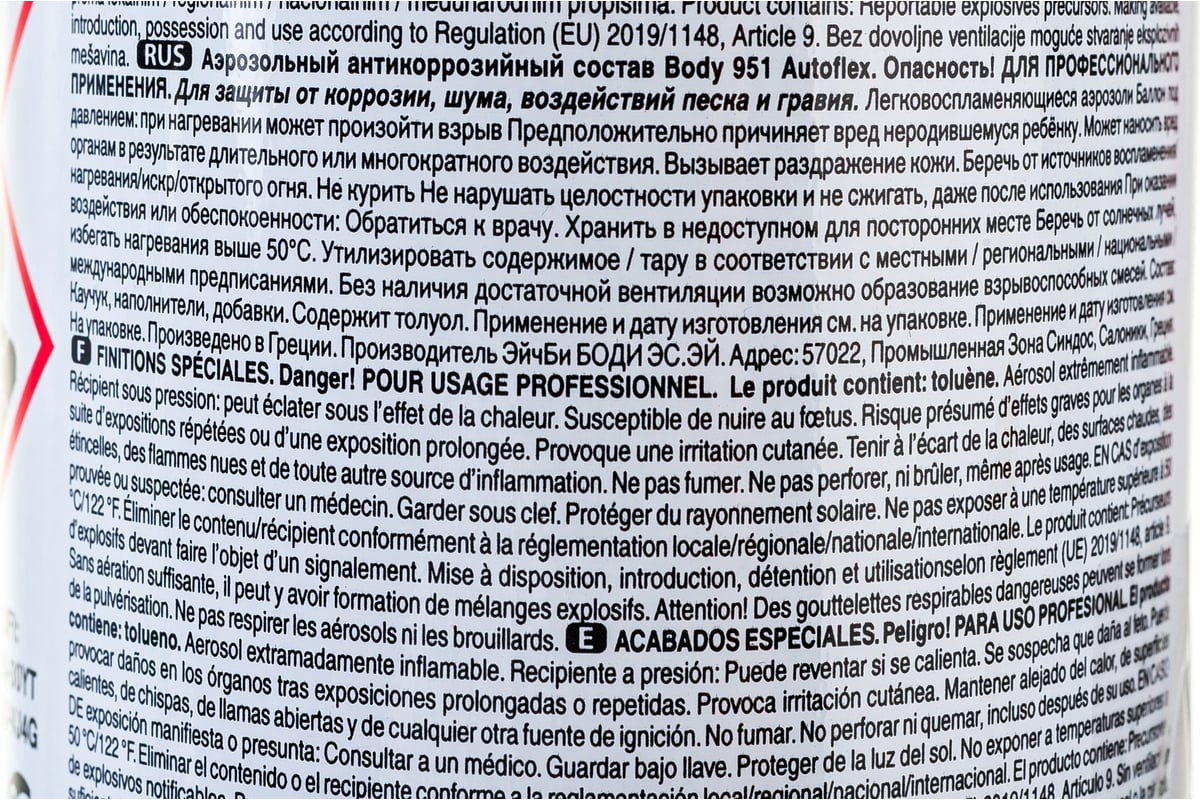 regionalnim / nacionalnim / međunarodnim propisima. Product contains: Reportable explosives precursors. Making available,
introduction, possession and use according to Regulation (EU) 2019/1148, Article 9. Bez dovoljne ventilacije moguće stvaranje eksplozivnih
mešavina. RUS Аэрозольный антикоррозийный состав Body 951 Autoflex. Опасность! ДЛЯ ПРОФЕССИОНАЛЬНОГО
ПРИМЕНЕНИЯ. Для защиты от коррозии, шума, воздействий песка и гравия. Легковоспламеняющиеся аэрозоли Баллон под
давлением: при нагревании может произойти взрыв Предположительно причиняет вред неродившемуся ребёнку. Может наносить вред
органам в результате длительного или многократного воздействия. Вызывает раздражение кожи. Беречь от источников воспламенения
нагревания/искр/открытого огня. Не курить Не нарушать целостности упаковки и не сжигать, даже после использования При оказании
воздействия или обеспокоенности: Обратиться к врачу. Хранить в недоступном для посторонних месте Беречь от солнечных лучей,
избегать нагревания выше 50°C. Утилизировать содержимое / тару в соответствии с местными / региональными / национальными /
международными предписаниями. Без наличия достаточной вентиляции возможно образование взрывоспособных смесей. Состав:
Каучук, наполнители, добавки. Содержит толуол. Применение и дату изготовления см. на упаковке. Применение и дату изготовления см.
На упаковке. Произведено в Греции. Производитель ЭйчБи БОДИ ЭС.ЭЙ. Адрес: 57022, Промышленная Зона Синдос, Салоники, Греция.
F FINITIONS SPÉCIALES. Danger! POUR USAGE PROFESSIONNEL. Le produit contient: toluène. Aérosol extrêmement inflammable.
Récipient sous pression: peut éclater sous l'effet de la chaleur. Susceptible de nuire au fœtus. Risque présumé d'effets graves pour les organes à la
suite d'expositions répétées ou d'une exposition prolongée. Provoque une irritation cutanée. Tenir à l'écart de la chaleur, des surfaces chaudes, des
étincelles, des flammes nues et de toute autre source d'inflammation. Ne pas fumer. Ne pas perforer, ni brûler, même après usage. EN CAS d'exposition
prouvée ou suspectée: consulter un médecin. Garder sous clef. Protéger du rayonnement solaire. Ne pas exposer à une température supérieure à 50
°C/122 °F. Éliminer le contenu/récipient conformément à la réglementation locale/régionale/nationale/internationale. Le produit contient: Précurseurs
d'explosifs devant faire l'objet d'un signalement. Mise à disposition, introduction, détention et utilisationselon règlement (UE) 2019/1148, article 9.
Sans aération suffisante, il peut y avoir formation de mélanges explosifs. Attention! Des gouttelettes respirables dangereuses peuvent se former lors
de la pulvérisation. Ne pas respirer les aérosols ni les brouillards. E ACABADOS ESPECIALES. Peligro! PARA USO PROFESIONAL. El producto
contiene: tolueno. Aerosol extramadamente inflamable. Recipiente a presión: Puede reventar si se calienta. Se sospecha que daña al feto. Puede
provocar daños en los órganos tras exposiciones prolongadas o repetidas. Provoca irritación cutánea. Mantener alejado del calor, de superficies
calientes, de chispas, de llamas abiertas y de cualquier otra fuente de ignición. No fumar. No perforar ni quemar, incluso después de su uso. EN CASO
DE exposición manifiesta o presunta: Consultar a un médico. Guardar bajo llave. Proteger de la luz del sol. No exponer a temperaturas superiores a
50 °C/122 °F. Eliminar el contenido o el recipiente conforme a la reglamentación local/regional/nacional/internacional. El producto contiene: Precursores
de explosivos notificables. 2019/1148, Artículo 9. Sin ventilación